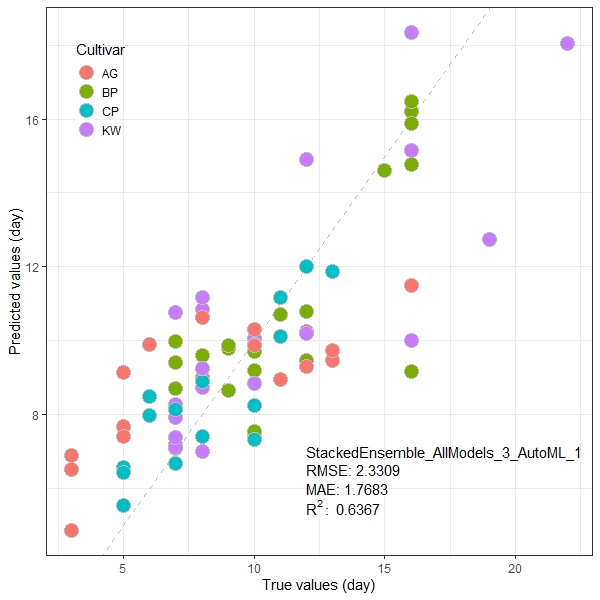 Cultivar
AG
BP
CP
KW
16
12
8
Predicted values (day)
StackedEnsemble_AllModels_3_AutoML_1
RMSE: 2.3309
MAE: 1.7683
R²: 0.6367
5 10 15 20
True values (day)